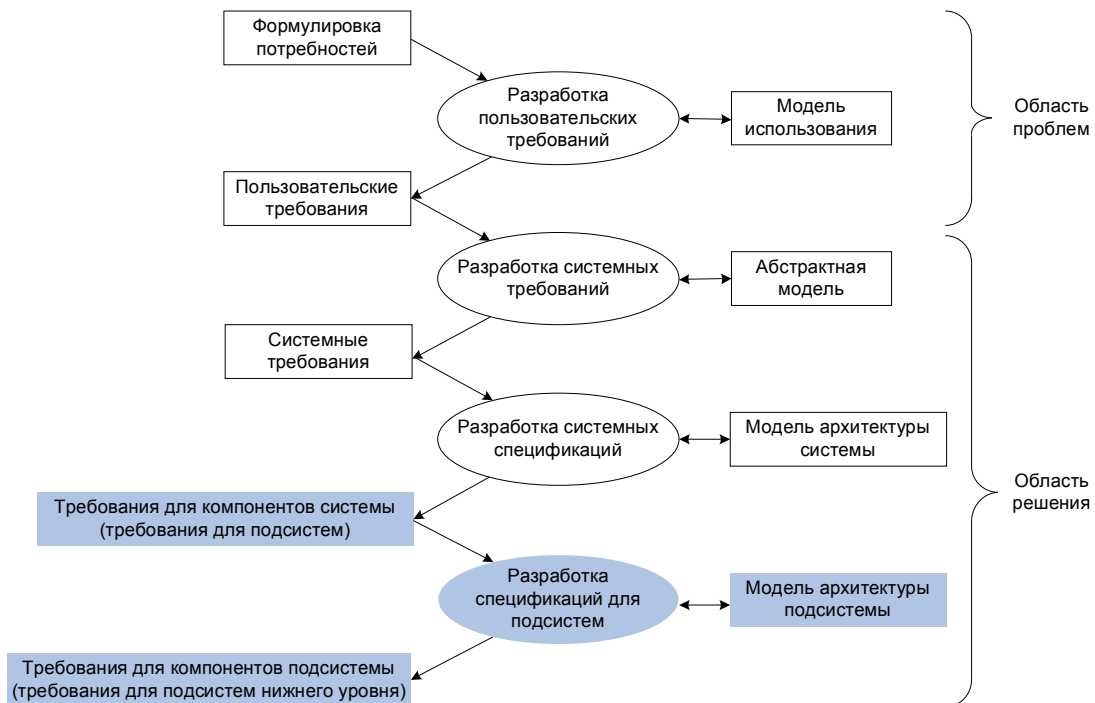 Формулировка
потребностей
Разработка
пользовательских
требований
Модель
использования
Область
проблем
Пользовательские
требования
Разработка системных
требований
Абстрактная
модель
Системные
требования
Разработка системных
спецификаций
Модель архитектуры
системы
Область
решения
Требования для компонентов системы
(требования для подсистем)
Разработка
спецификаций для
подсистем
Модель архитектуры
подсистемы
Требования для компонентов подсистемы
(требования для подсистем нижнего уровня)